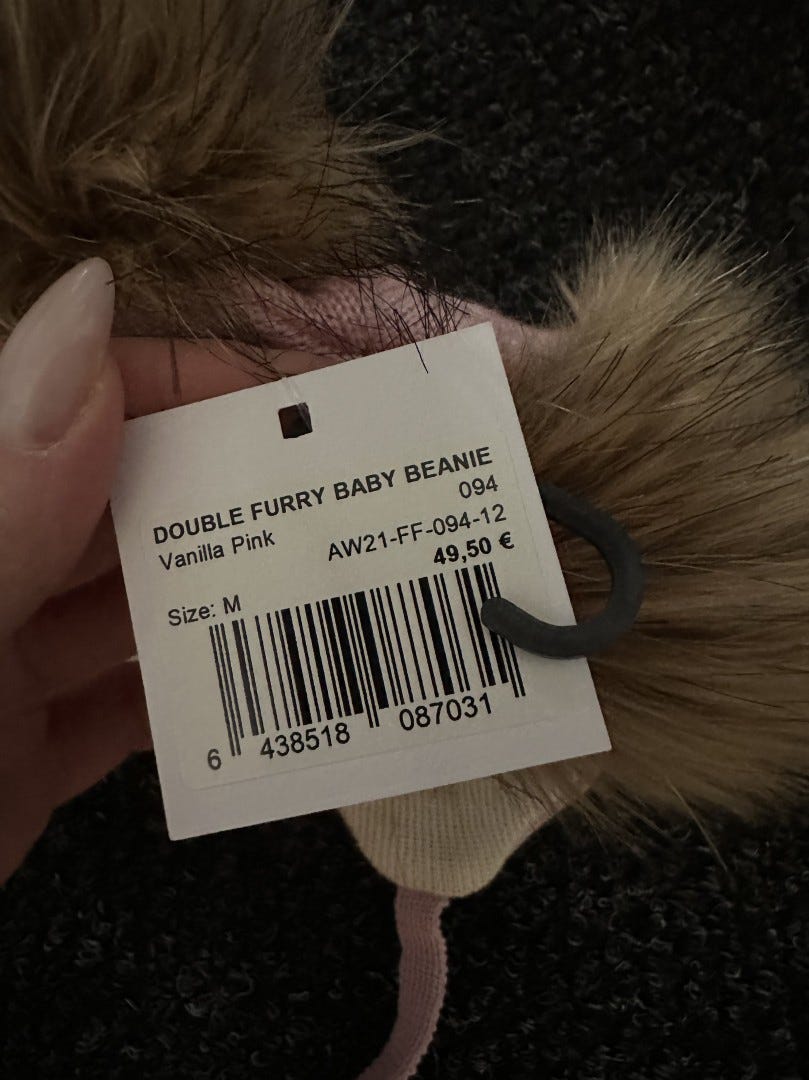 DOUBLE FURRY BABY BEANIE
Vanilla Pink
094
AW21-FF-094-12
49,50 €
Size: M
6 438518 087031